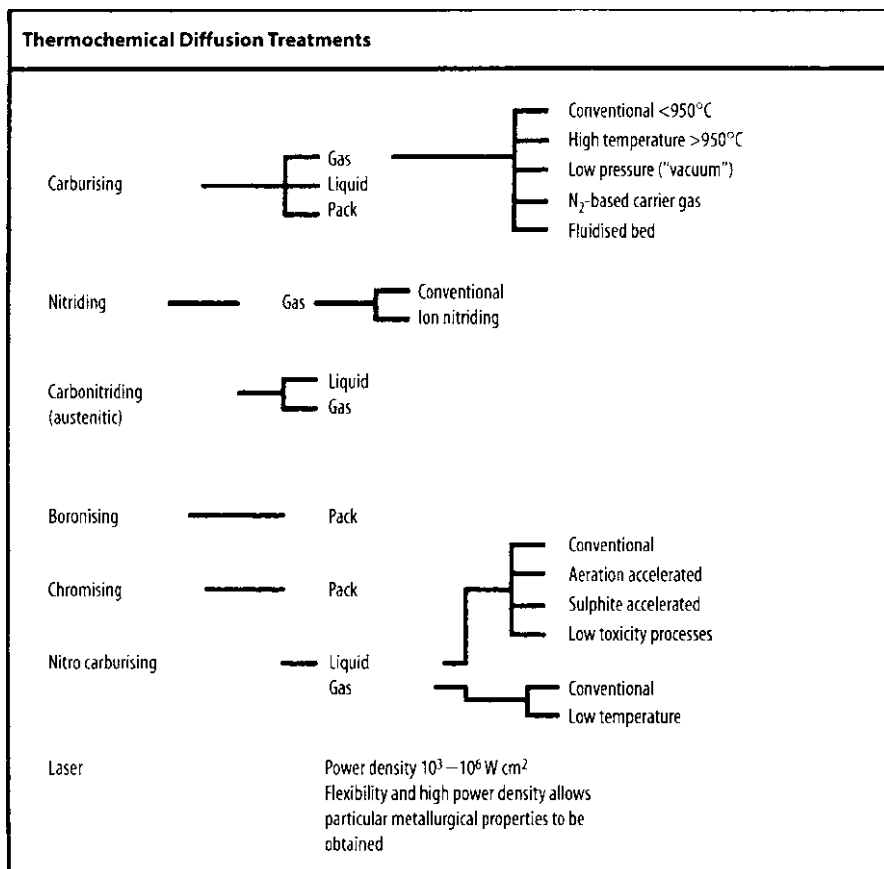 Thermochemical Diffusion Treatments
Carburising
Gas
Liquid
Pack
Conventional <950°C
High temperature >950°C
Low pressure ("vacuum")
N₂-based carrier gas
Fluidised bed
Nitriding
Gas
Conventional
Ion nitriding
Carbonitriding
(austenitic)
Liquid
Gas
Boronising
Pack
Chromising
Pack
Nitro carburising
Liquid
Conventional
Aeration accelerated
Sulphite accelerated
Low toxicity processes
Gas
Conventional
Low temperature
Laser
Power density 10³—10⁶ W cm²
Flexibility and high power density allows
particular metallurgical properties to be
obtained